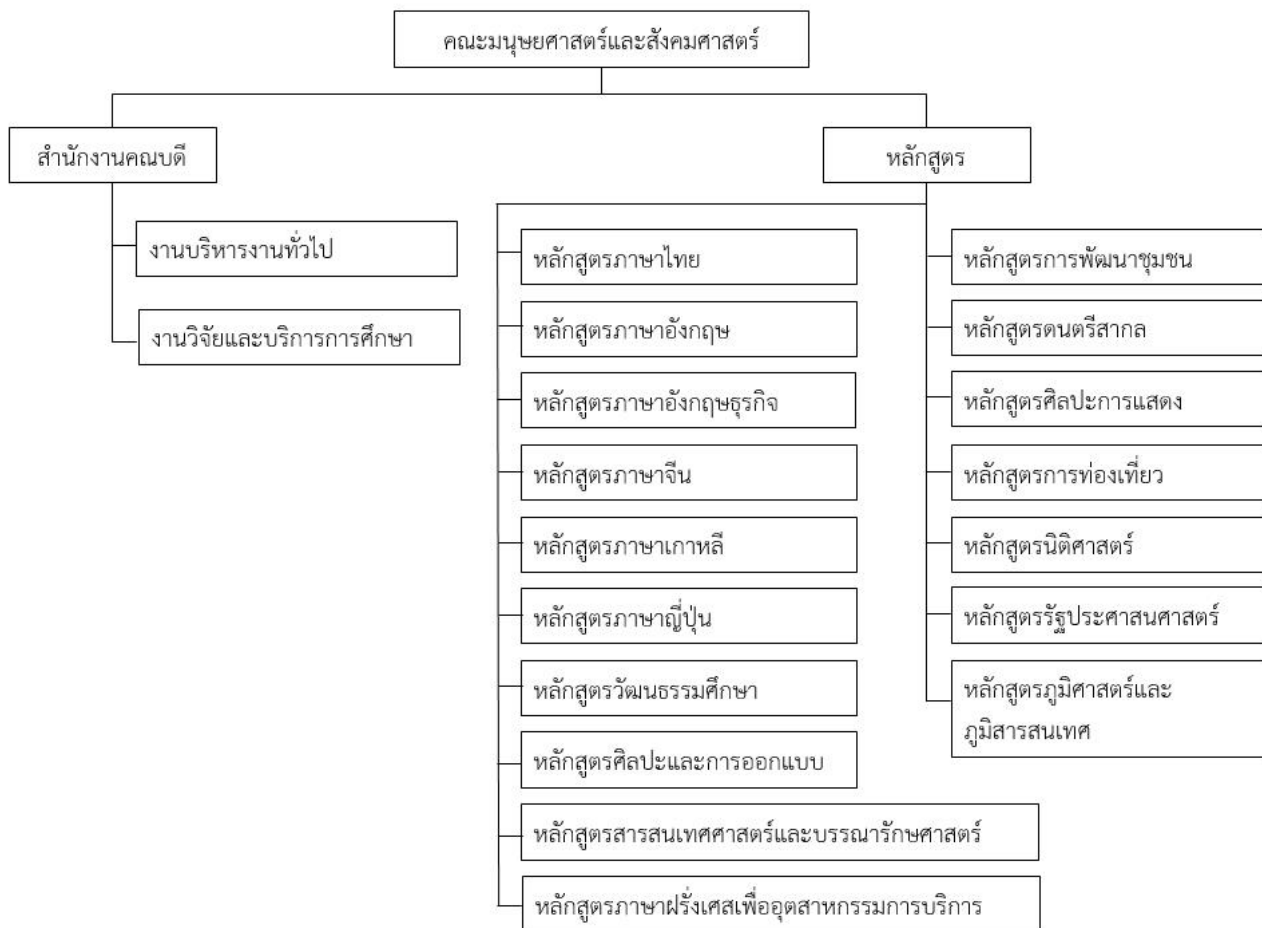 คณะมนุษยศาสตร์และสังคมศาสตร์
สำนักงานคณบดี
หลักสูตร
งานบริหารงานทั่วไป
งานวิจัยและบริการการศึกษา
หลักสูตรภาษาไทย
หลักสูตรภาษาอังกฤษ
หลักสูตรภาษาอังกฤษธุรกิจ
หลักสูตรภาษาจีน
หลักสูตรภาษาเกาหลี
หลักสูตรภาษาญี่ปุ่น
หลักสูตรวัฒนธรรมศึกษา
หลักสูตรศิลปะและการออกแบบ
หลักสูตรสารสนเทศศาสตร์และบรรณารักษศาสตร์
หลักสูตรภาษาฝรั่งเศสเพื่ออุตสาหกรรมการบริการ
หลักสูตรการพัฒนาชุมชน
หลักสูตรดนตรีสากล
หลักสูตรศิลปะการแสดง
หลักสูตรการท่องเที่ยว
หลักสูตรนิติศาสตร์
หลักสูตรรัฐประศาสนศาสตร์
หลักสูตรภูมิศาสตร์และ
ภูมิสารสนเทศ